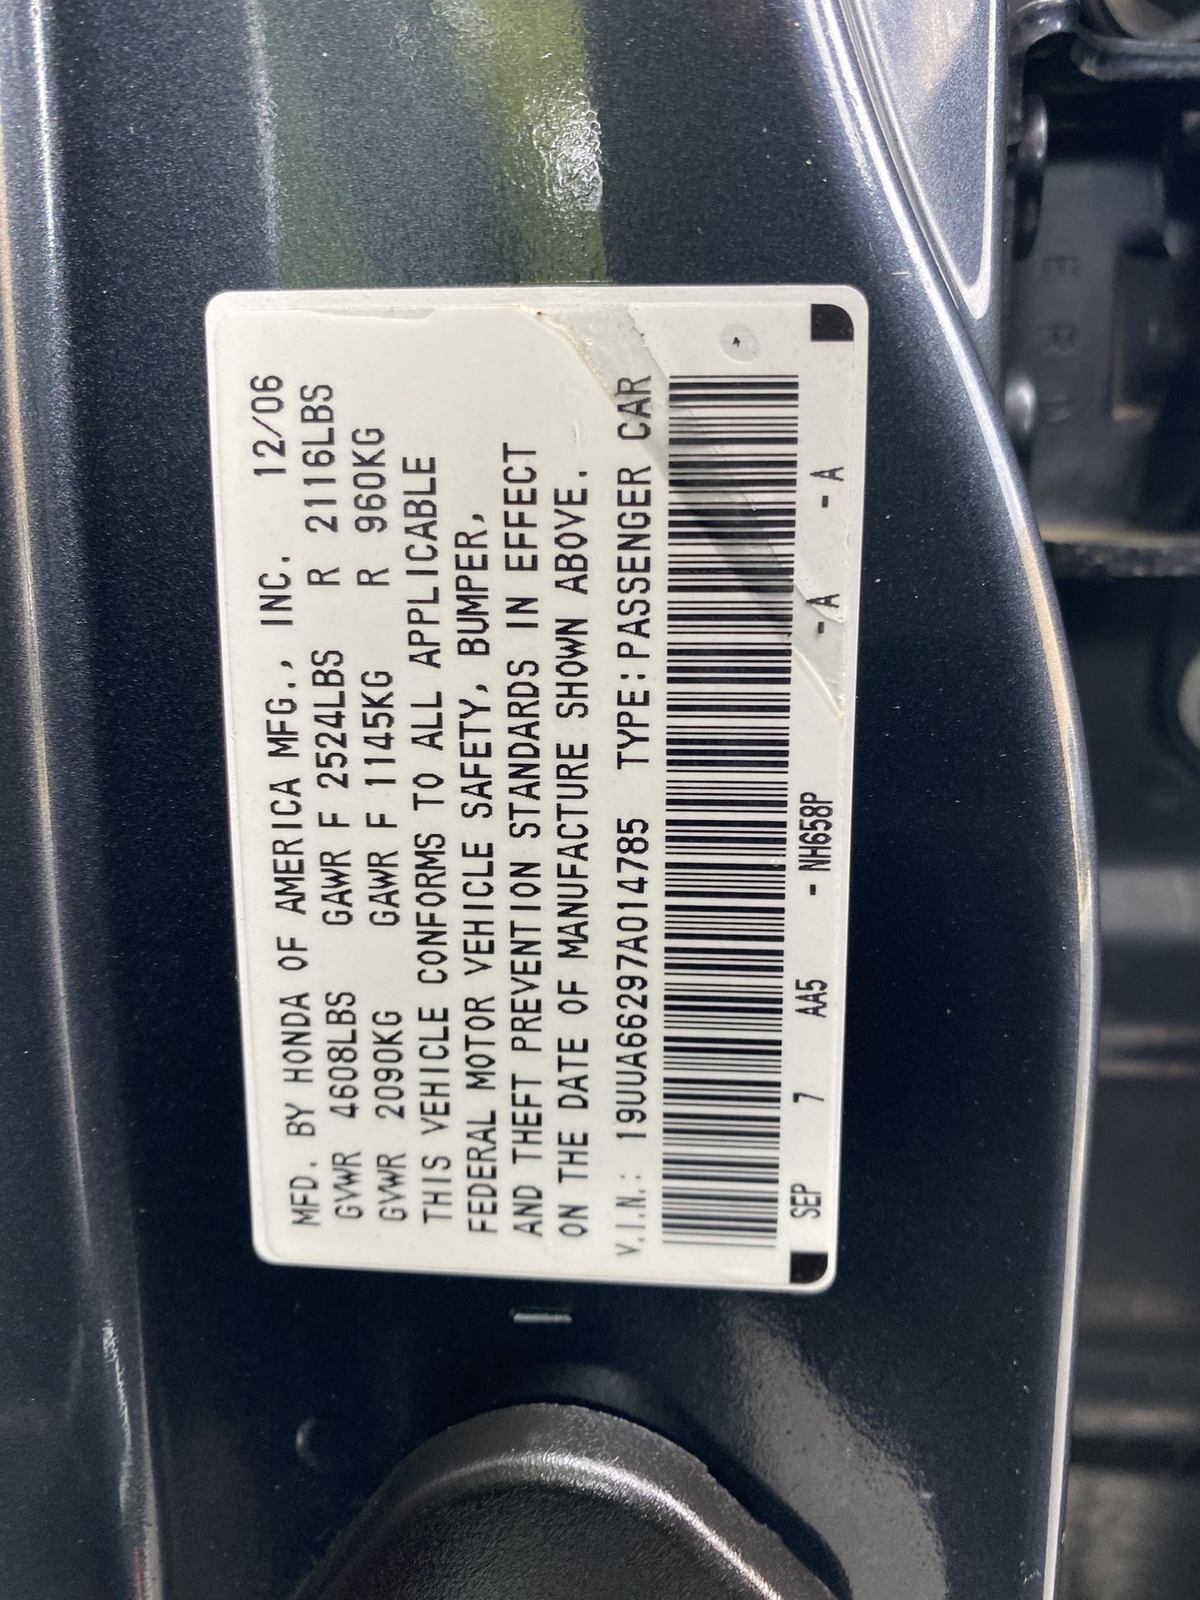 MFD. BY HONDA OF AMERICA MFG., INC. 12/06
GVWR 4608LBS GAWR F 2524LBS R 2116LBS
GVWR 2090KG GAWR F 1145KG R 960KG
THIS VEHICLE CONFORMS TO ALL APPLICABLE
FEDERAL MOTOR VEHICLE SAFETY, BUMPER,
AND THEFT PREVENTION STANDARDS IN EFFECT
ON THE DATE OF MANUFACTURE SHOWN ABOVE.
V.I.N.: 19UUA66297A014785 TYPE:PASSENGER CAR
SEP 7 AA5 - NH658P - A - A